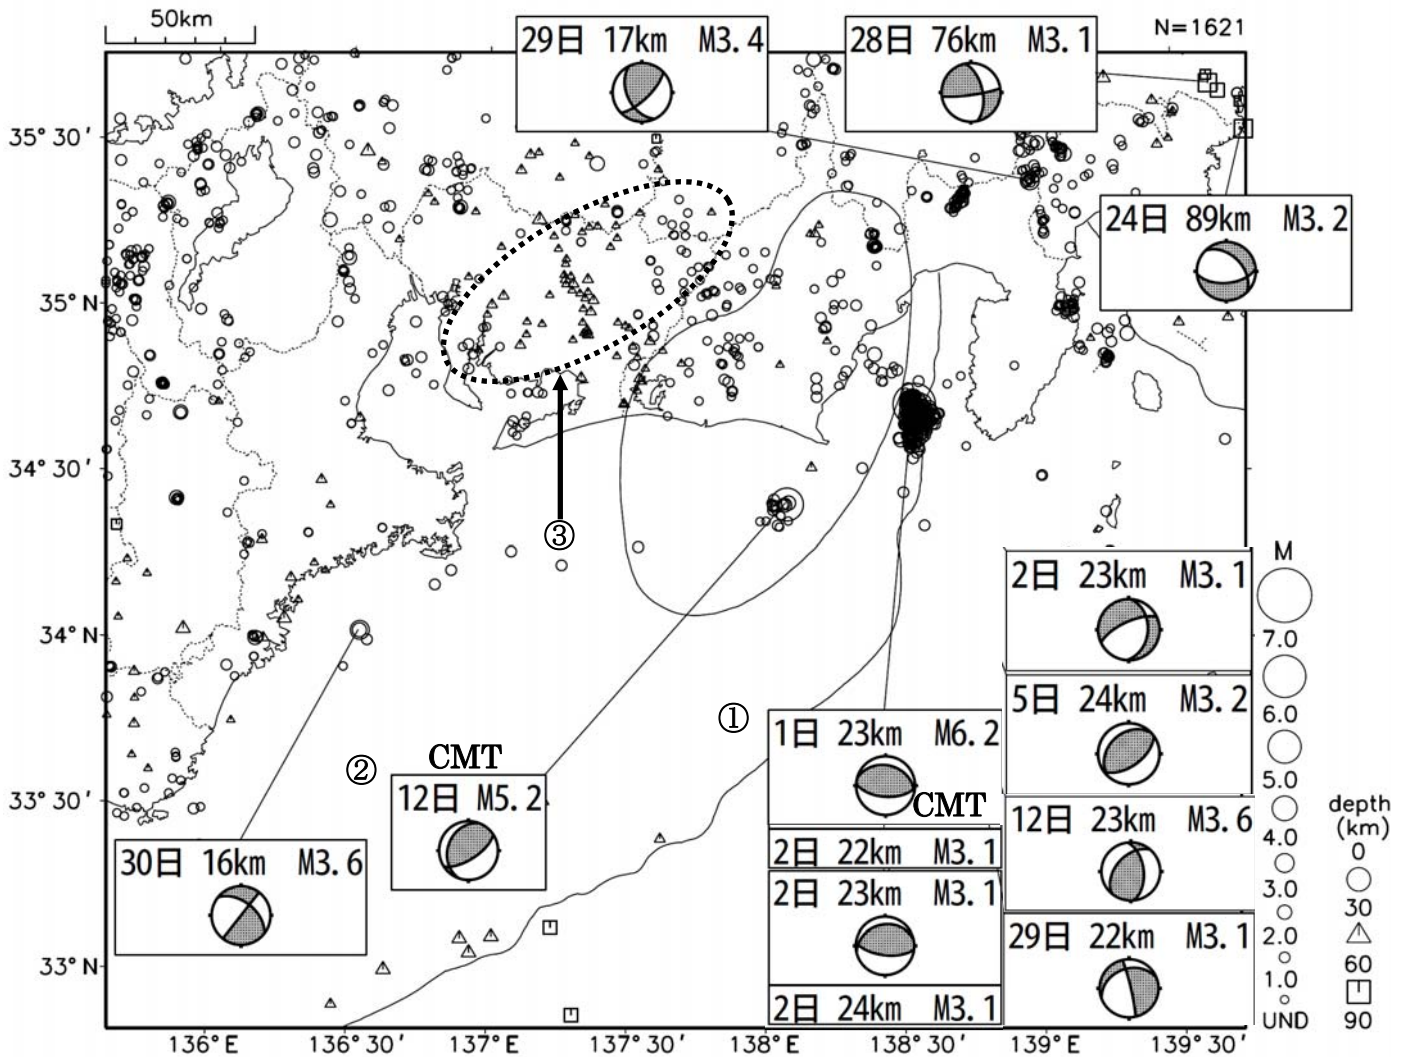 50km
N=1621
29日 17km M3.4
28日 76km M3.1
35°30′
24日 89km M3.2
35°N
34°30′
③
34°N
①
②
CMT
12日 M5.2
30日 16km M3.6
1日 23km M6.2
CMT
2日 22km M3.1
2日 23km M3.1
2日 24km M3.1
2日 23km M3.1
5日 24km M3.2
12日 23km M3.6
29日 22km M3.1
33°30′
33°N
136°E
136°30′
137°E
137°30′
138°E
138°30′
139°E
139°30′
M
7.0
6.0
5.0
4.0
3.0
2.0
1.0
UND
depth
(km)
0
30
60
90